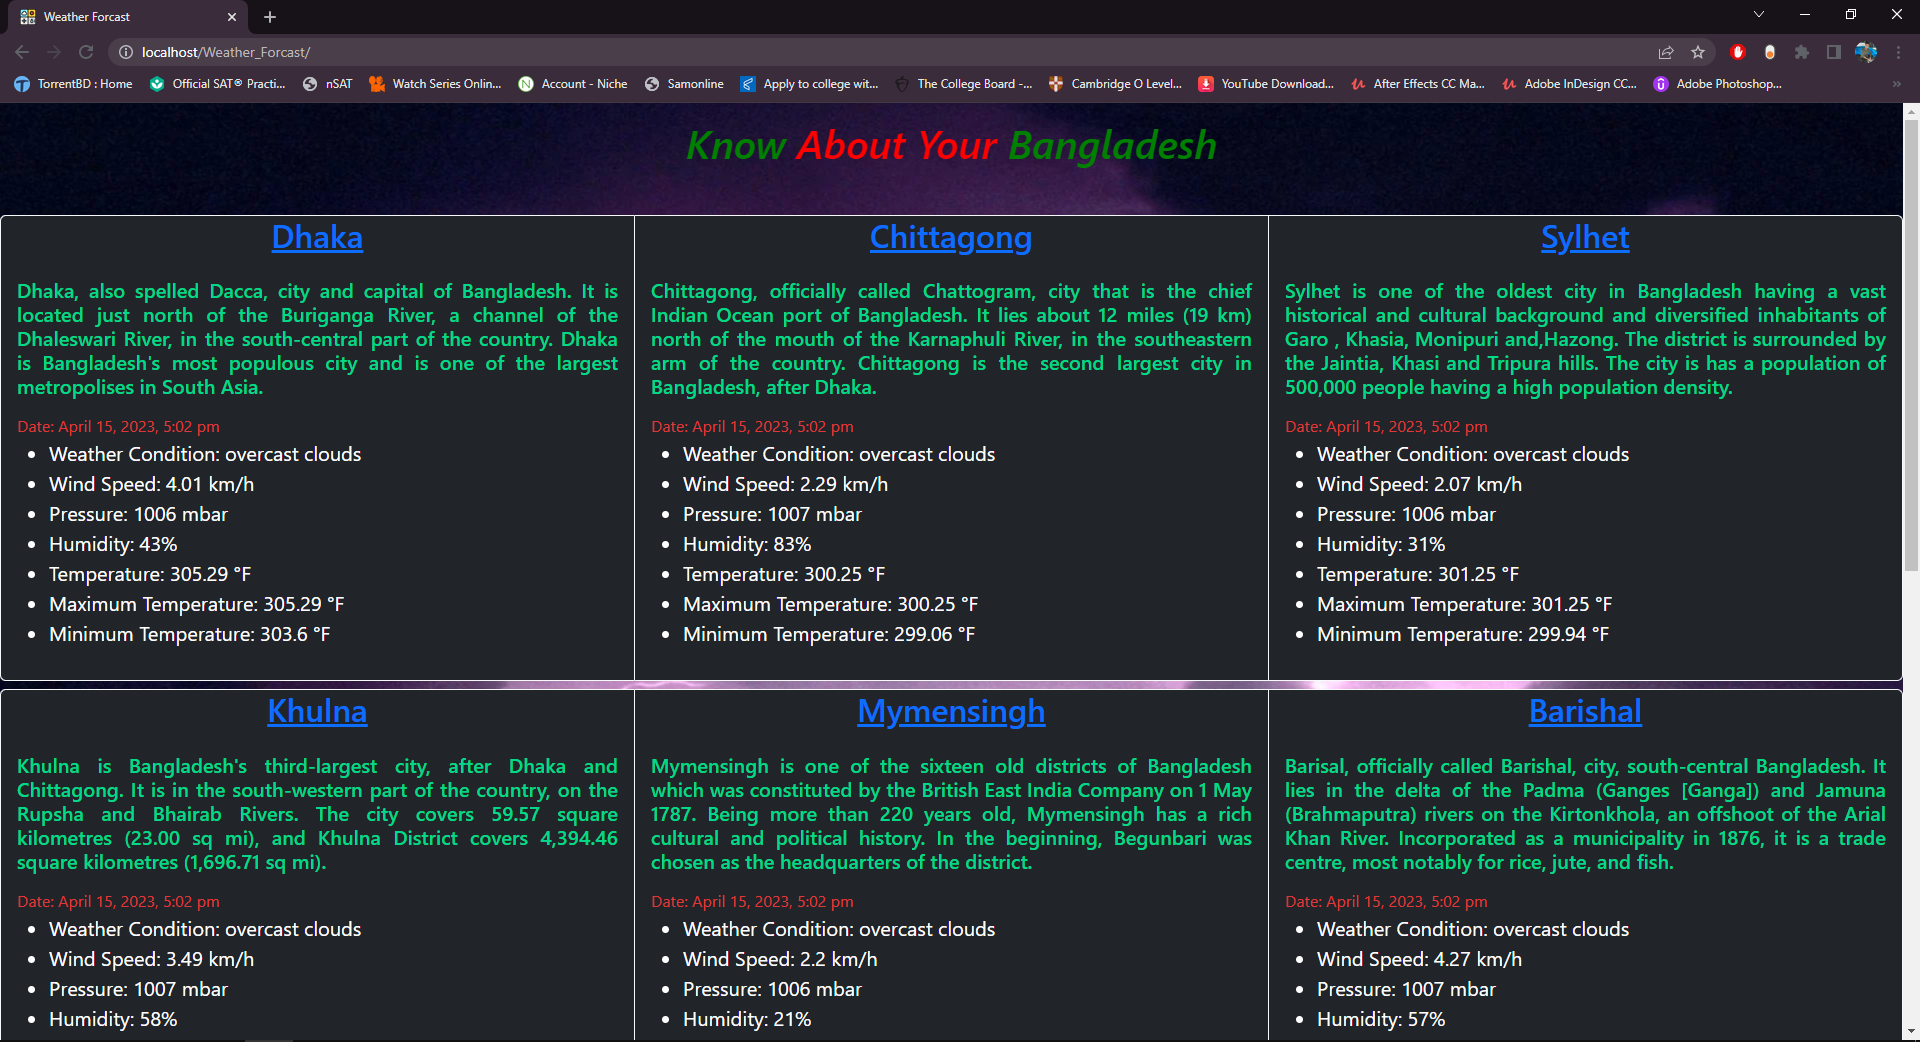 Weather Forcast
localhost/Weather_Forcast/
TorrentBD : Home
Official SAT® Practi...
nSAT
Watch Series Onlin...
Account - Niche
Samonline
Apply to college wit...
The College Board -...
Cambridge O Level...
YouTube Download...
After Effects CC Ma...
Adobe InDesign CC...
Adobe Photoshop...
Know About Your Bangladesh
Dhaka
Dhaka, also spelled Dacca, city and capital of Bangladesh. It is
located just north of the Buriganga River, a channel of the
Dhaleswari River, in the south-central part of the country. Dhaka
is Bangladesh's most populous city and is one of the largest
metropolises in South Asia.
Date: April 15, 2023, 5:02 pm
Weather Condition: overcast clouds
Wind Speed: 4.01 km/h
Pressure: 1006 mbar
Humidity: 43%
Temperature: 305.29 °F
Maximum Temperature: 305.29 °F
Minimum Temperature: 303.6 °F
Chittagong
Chittagong, officially called Chattogram, city that is the chief
Indian Ocean port of Bangladesh. It lies about 12 miles (19 km)
north of the mouth of the Karnaphuli River, in the southeastern
arm of the country. Chittagong is the second largest city in
Bangladesh, after Dhaka.
Date: April 15, 2023, 5:02 pm
Weather Condition: overcast clouds
Wind Speed: 2.29 km/h
Pressure: 1007 mbar
Humidity: 83%
Temperature: 300.25 °F
Maximum Temperature: 300.25 °F
Minimum Temperature: 299.06 °F
Sylhet
Sylhet is one of the oldest city in Bangladesh having a vast
historical and cultural background and diversified inhabitants of
Garo , Khasia, Monipuri and,Hazong. The district is surrounded by
the Jaintia, Khasi and Tripura hills. The city is has a population of
500,000 people having a high population density.
Date: April 15, 2023, 5:02 pm
Weather Condition: overcast clouds
Wind Speed: 2.07 km/h
Pressure: 1006 mbar
Humidity: 31%
Temperature: 301.25 °F
Maximum Temperature: 301.25 °F
Minimum Temperature: 299.94 °F
Khulna
Khulna is Bangladesh's third-largest city, after Dhaka and
Chittagong. It is in the south-western part of the country, on the
Rupsha and Bhairab Rivers. The city covers 59.57 square
kilometres (23.00 sq mi), and Khulna District covers 4,394.46
square kilometres (1,696.71 sq mi).
Date: April 15, 2023, 5:02 pm
Weather Condition: overcast clouds
Wind Speed: 3.49 km/h
Pressure: 1007 mbar
Humidity: 58%
Mymensingh
Mymensingh is one of the sixteen old districts of Bangladesh
which was constituted by the British East India Company on 1 May
1787. Being more than 220 years old, Mymensingh has a rich
cultural and political history. In the beginning, Begunbari was
chosen as the headquarters of the district.
Date: April 15, 2023, 5:02 pm
Weather Condition: overcast clouds
Wind Speed: 2.2 km/h
Pressure: 1006 mbar
Humidity: 21%
Barishal
Barisal, officially called Barishal, city, south-central Bangladesh. It
lies in the delta of the Padma (Ganges [Ganga]) and Jamuna
(Brahmaputra) rivers on the Kirtonkhola, an offshoot of the Arial
Khan River. Incorporated as a municipality in 1876, it is a trade
centre, most notably for rice, jute, and fish.
Date: April 15, 2023, 5:02 pm
Weather Condition: overcast clouds
Wind Speed: 4.27 km/h
Pressure: 1007 mbar
Humidity: 57%